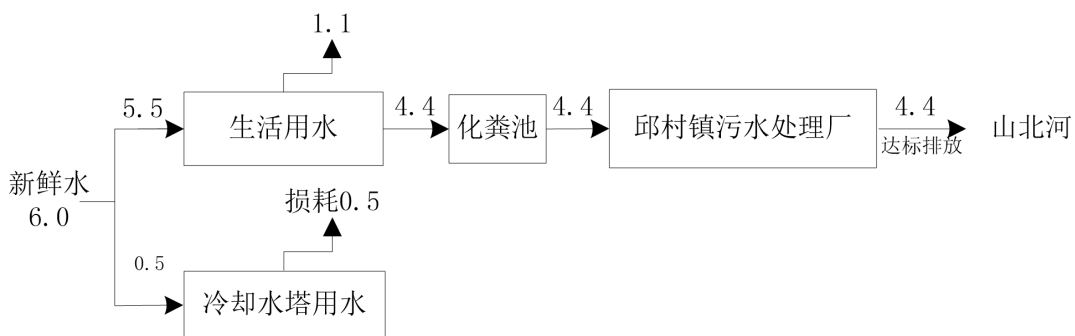 1.1
5.5
生活用水
4.4
化粪池
4.4
邱村镇污水处理厂
4.4
达标排放
山北河
新鲜水
6.0
损耗0.5
0.5
冷却水塔用水